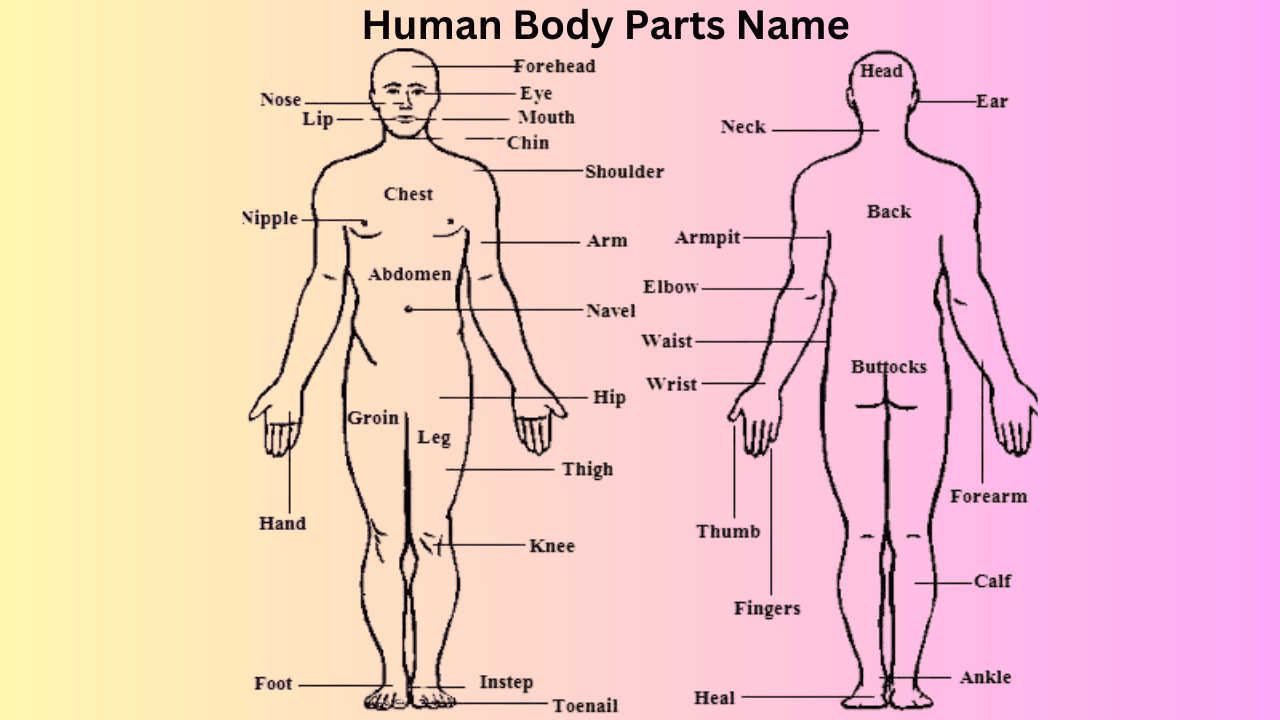 Human Body Parts Name
Forehead
Nose
Eye
Lip
Mouth
Chin
Shoulder
Chest
Nipple
Arm
Abdomen
Navel
Hip
Groin
Leg
Thigh
Hand
Knee
Foot
Instep
Toenail
Head
Ear
Neck
Back
Armpit
Elbow
Waist
Buttocks
Wrist
Forearm
Thumb
Calf
Fingers
Ankle
Heal